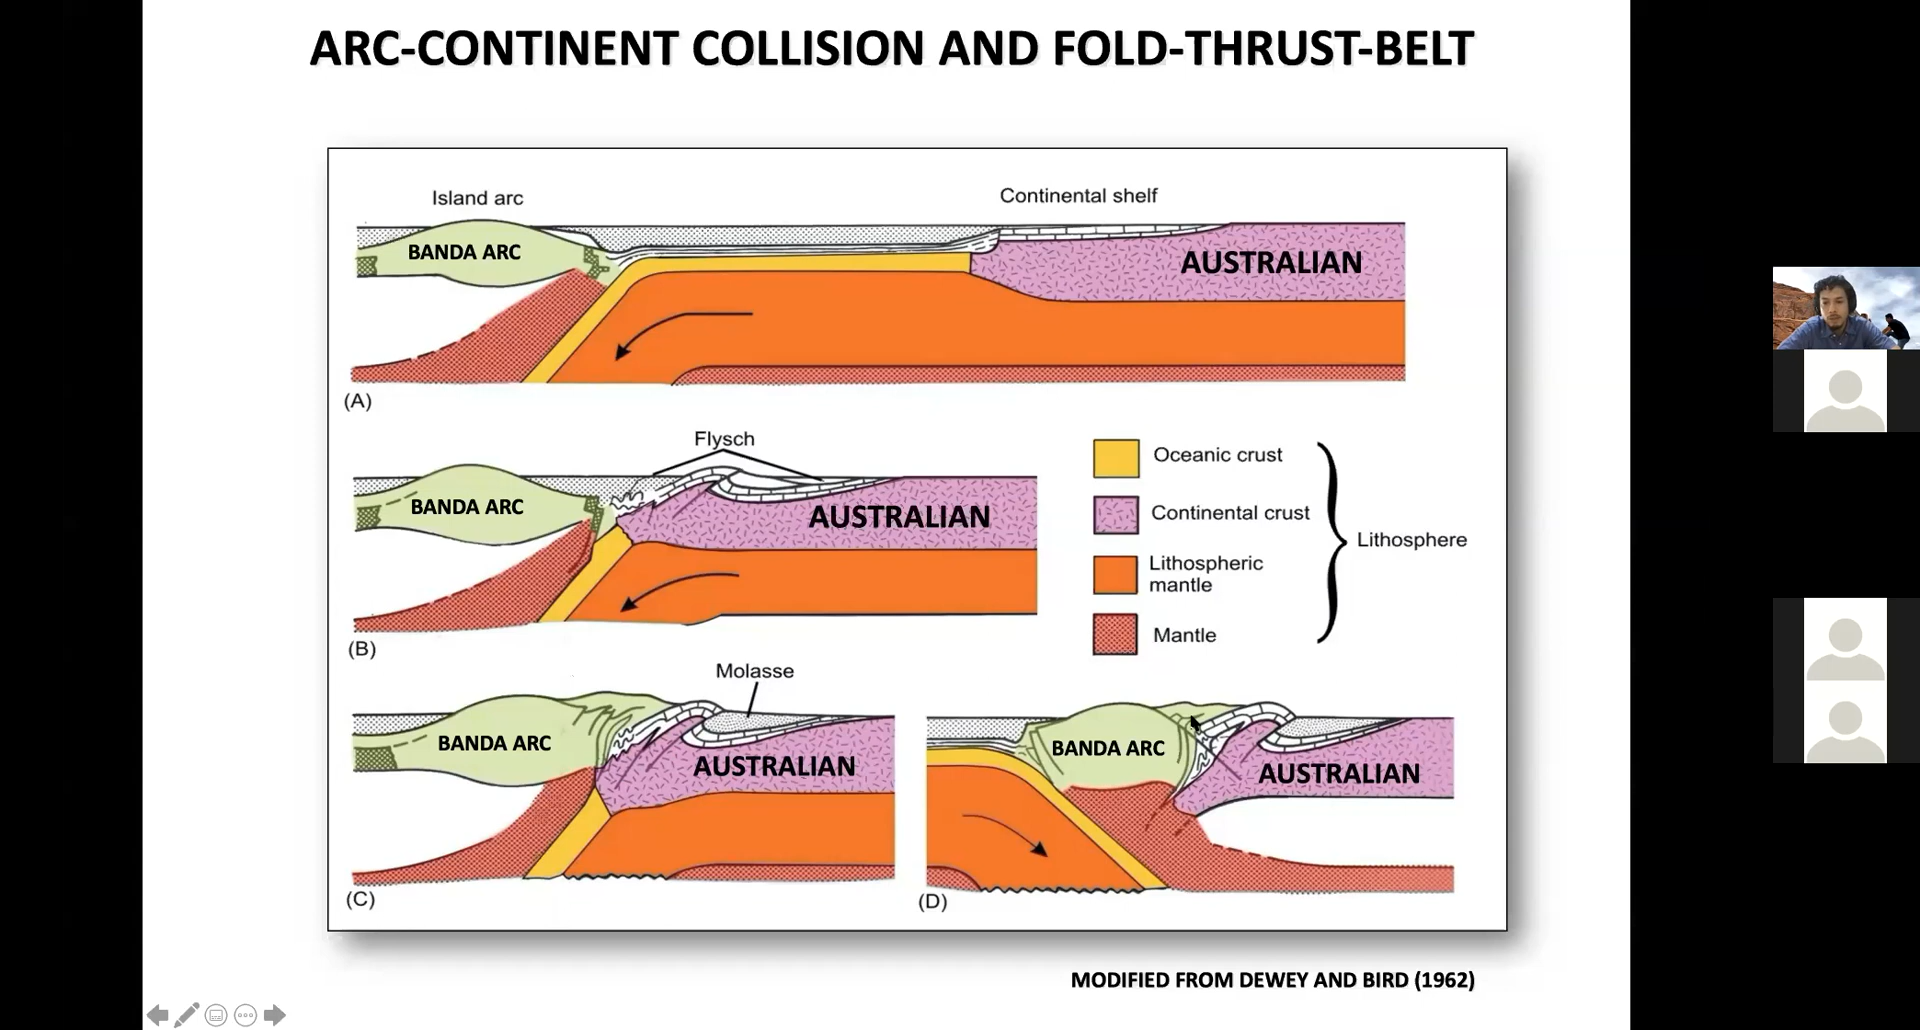 ARC-CONTINENT COLLISION AND FOLD-THRUST-BELT
Island arc
Continental shelf
BANDA ARC
AUSTRALIAN
(A)
Flysch
BANDA ARC
AUSTRALIAN
(B)
Oceanic crust
Continental crust
Lithospheric
mantle
Mantle
Lithosphere
Molasse
BANDA ARC
AUSTRALIAN
(C)
BANDA ARC
AUSTRALIAN
(D)
MODIFIED FROM DEWEY AND BIRD (1962)